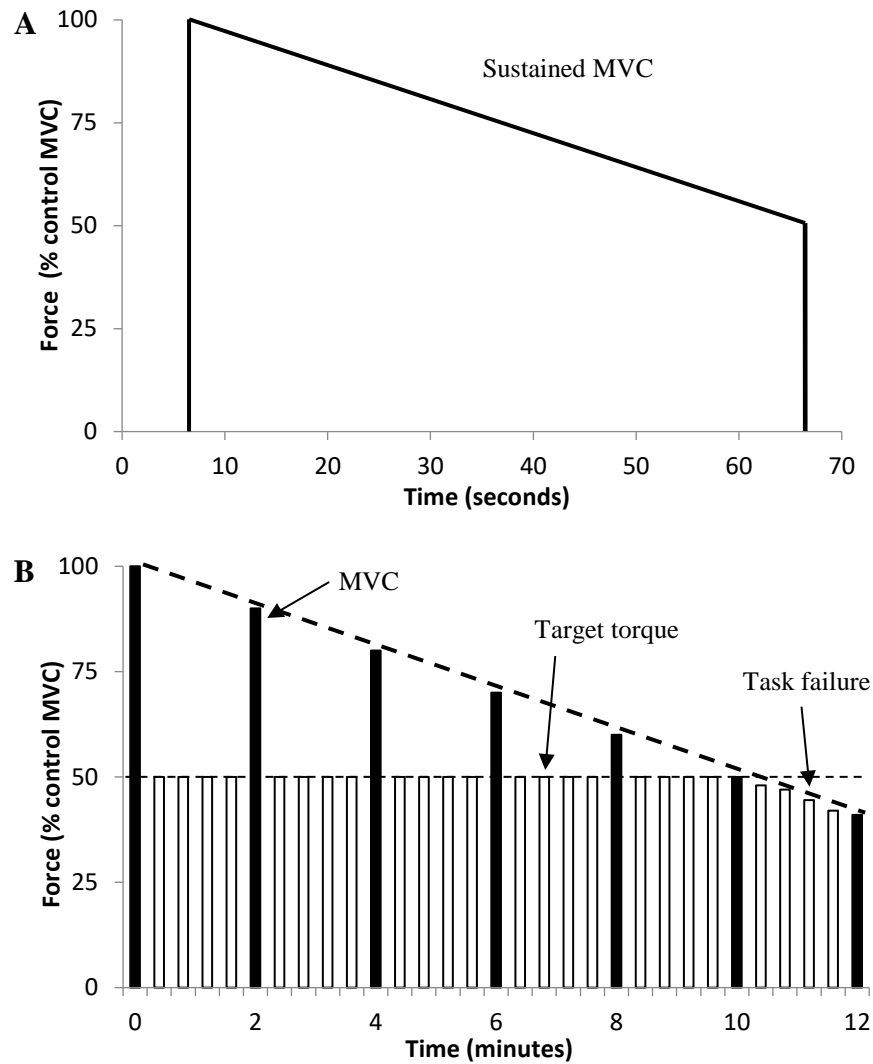 A
100
75
50
25
0
Force (% control MVC)
Sustained MVC
0 10 20 30 40 50 60 70
Time (seconds)
B
100
75
50
25
0
Force (% control MVC)
MVC
Target torque
Task failure
0 2 4 6 8 10 12
Time (minutes)